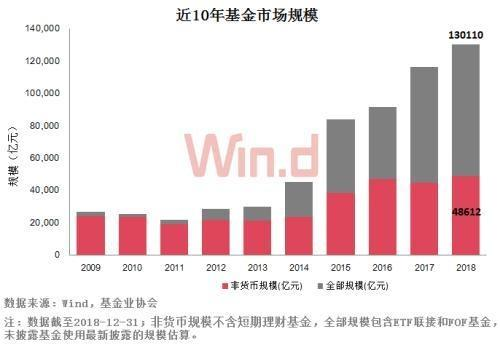 近10年基金市场规模
140,000
130110
120,000
100,000
80,000
60,000
40,000
20,000
0
规模（亿元）
Win.d
48612
2009 2010 2011 2012 2013 2014 2015 2016 2017 2018
非货币规模(亿元) 全部规模(亿元)
数据来源：Wind，基金业协会
注：数据截至2018-12-31；非货币规模不含短期理财基金，全部规模包含ETF联接和FOF基金，
未披露基金使用最新披露的规模估算。